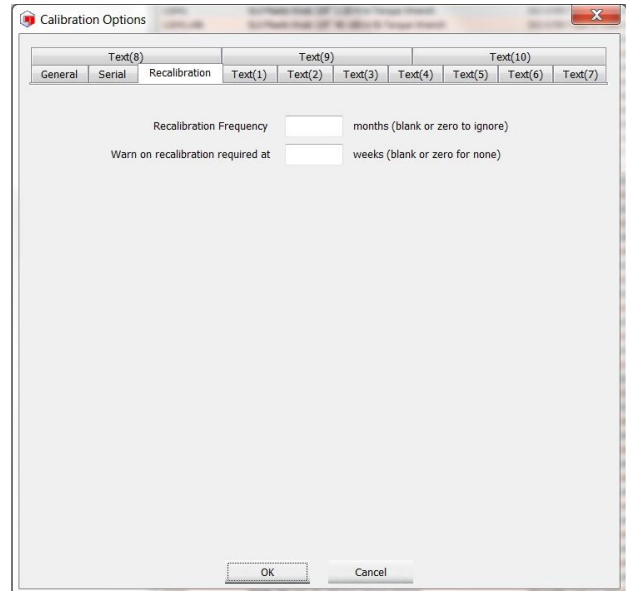 Calibration Options
X
Text(8) Text(9) Text(10)
General Serial Recalibration Text(1) Text(2) Text(3) Text(4) Text(5) Text(6) Text(7)
Recalibration Frequency months (blank or zero to ignore)
Warn on recalibration required at weeks (blank or zero for none)
OK Cancel